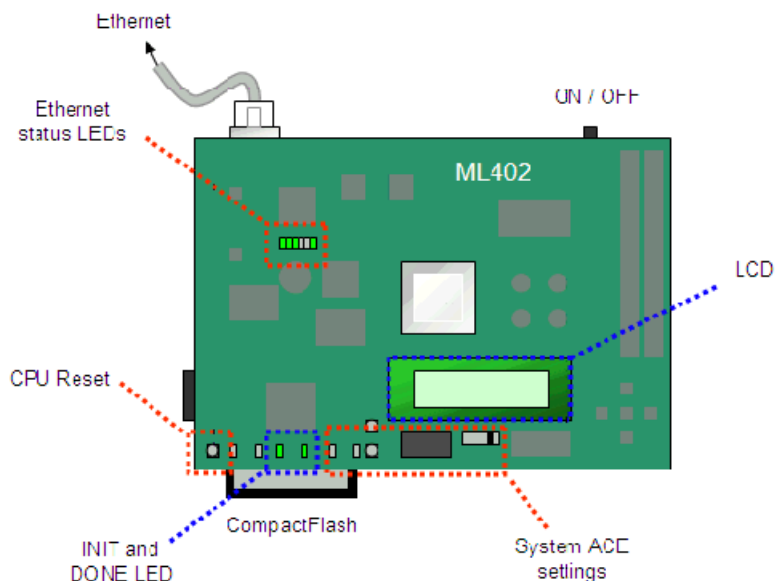 Ethernet
ON / OFF
Ethernet
status LEDs
ML402
LCD
CPU Reset
CompactFlash
INIT and
DONE LED
System ACE
settings